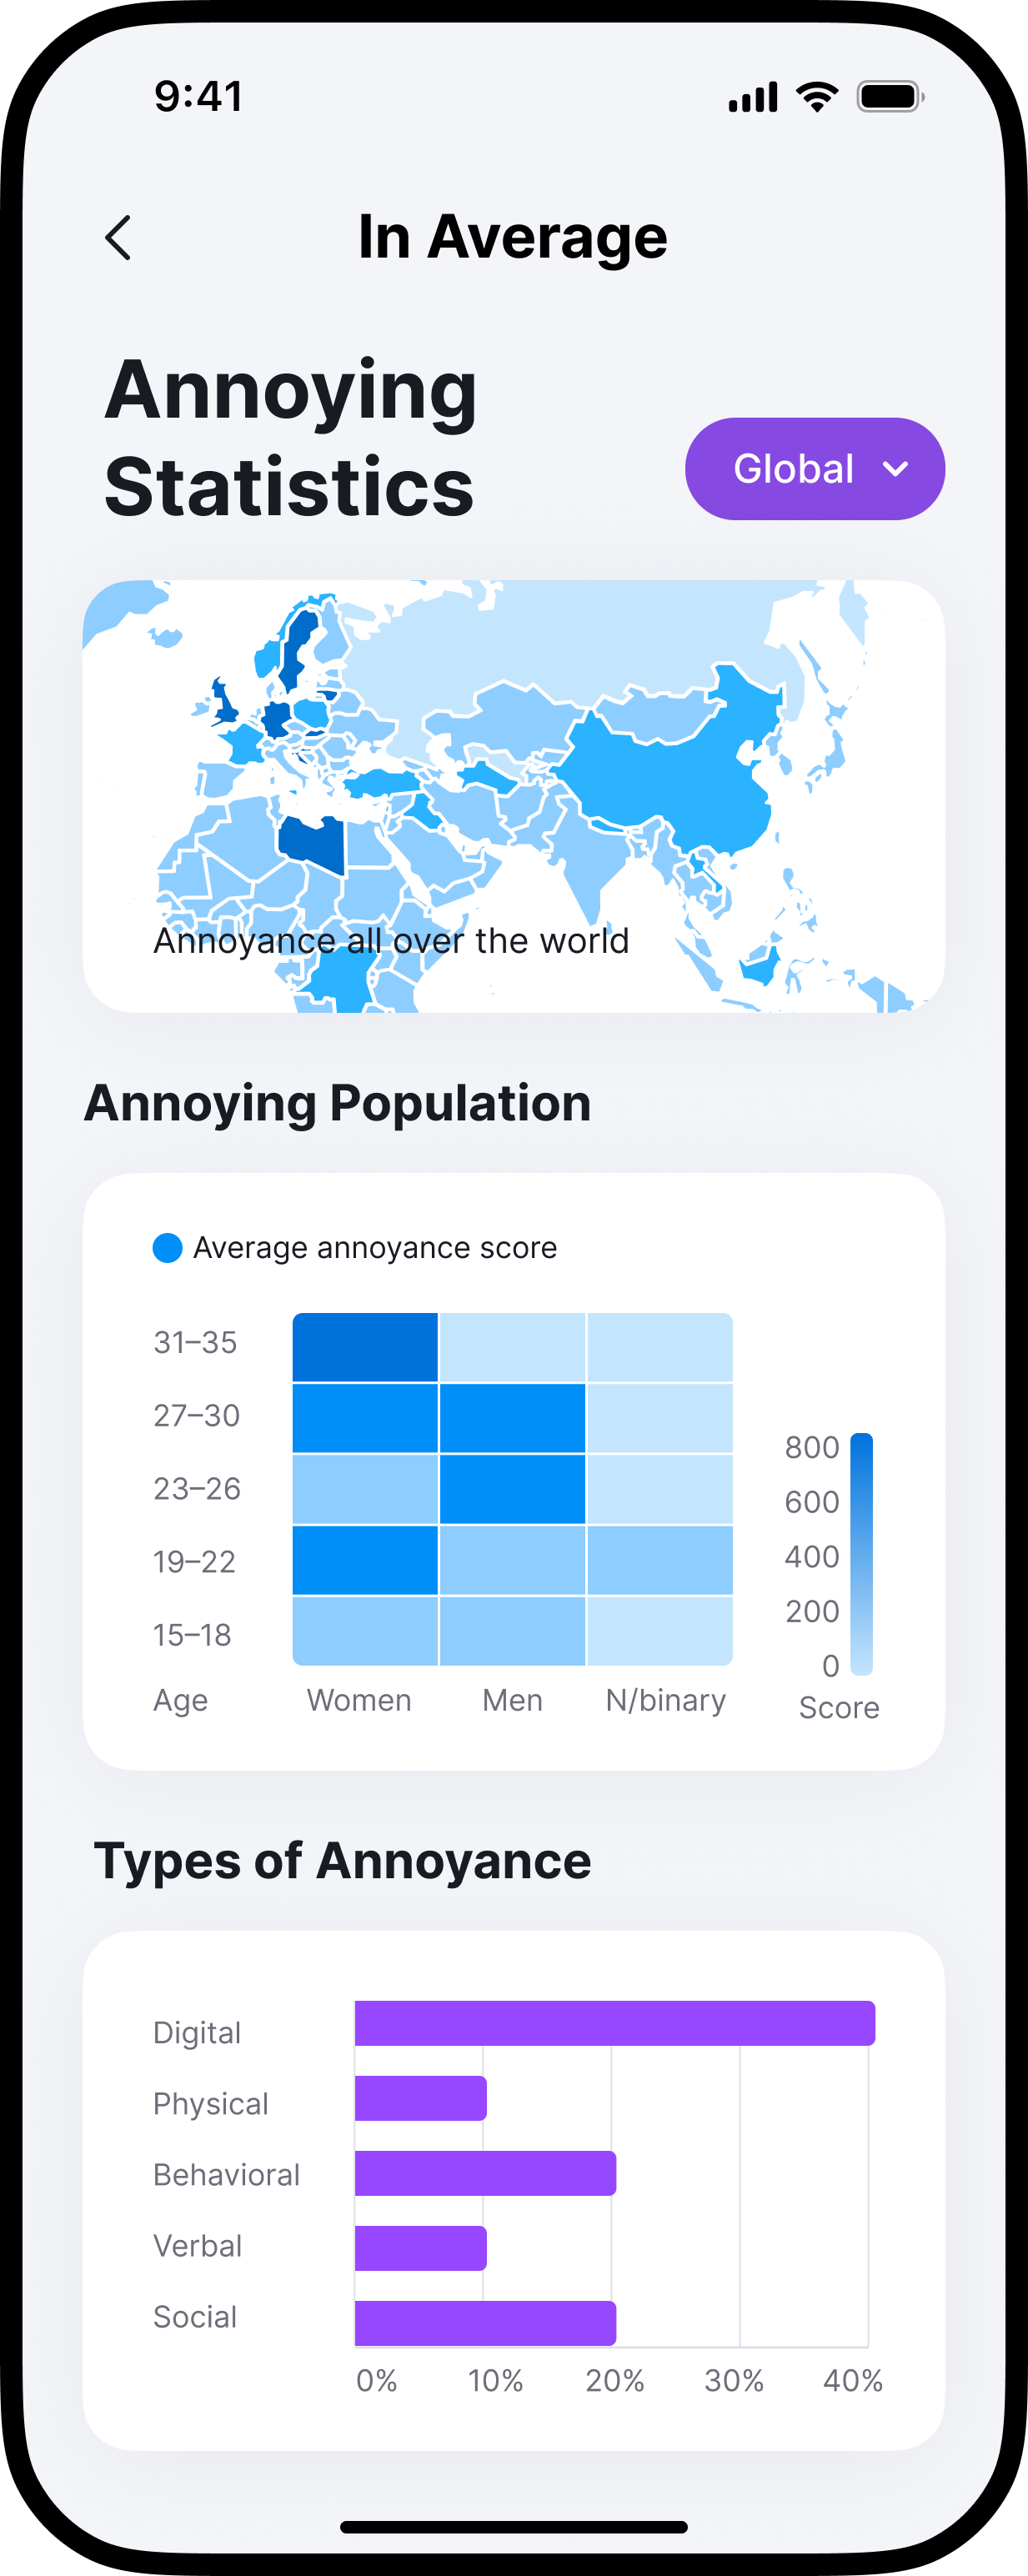 9:41
In Average
Annoying
Statistics
Global
Annoyance all over the world
Annoying Population
Average annoyance score
31–35
27–30
23–26
19–22
15–18
Age
Women
Men
N/binary
800
600
400
200
0
Score
Types of Annoyance
Digital
Physical
Behavioral
Verbal
Social
0%
10%
20%
30%
40%